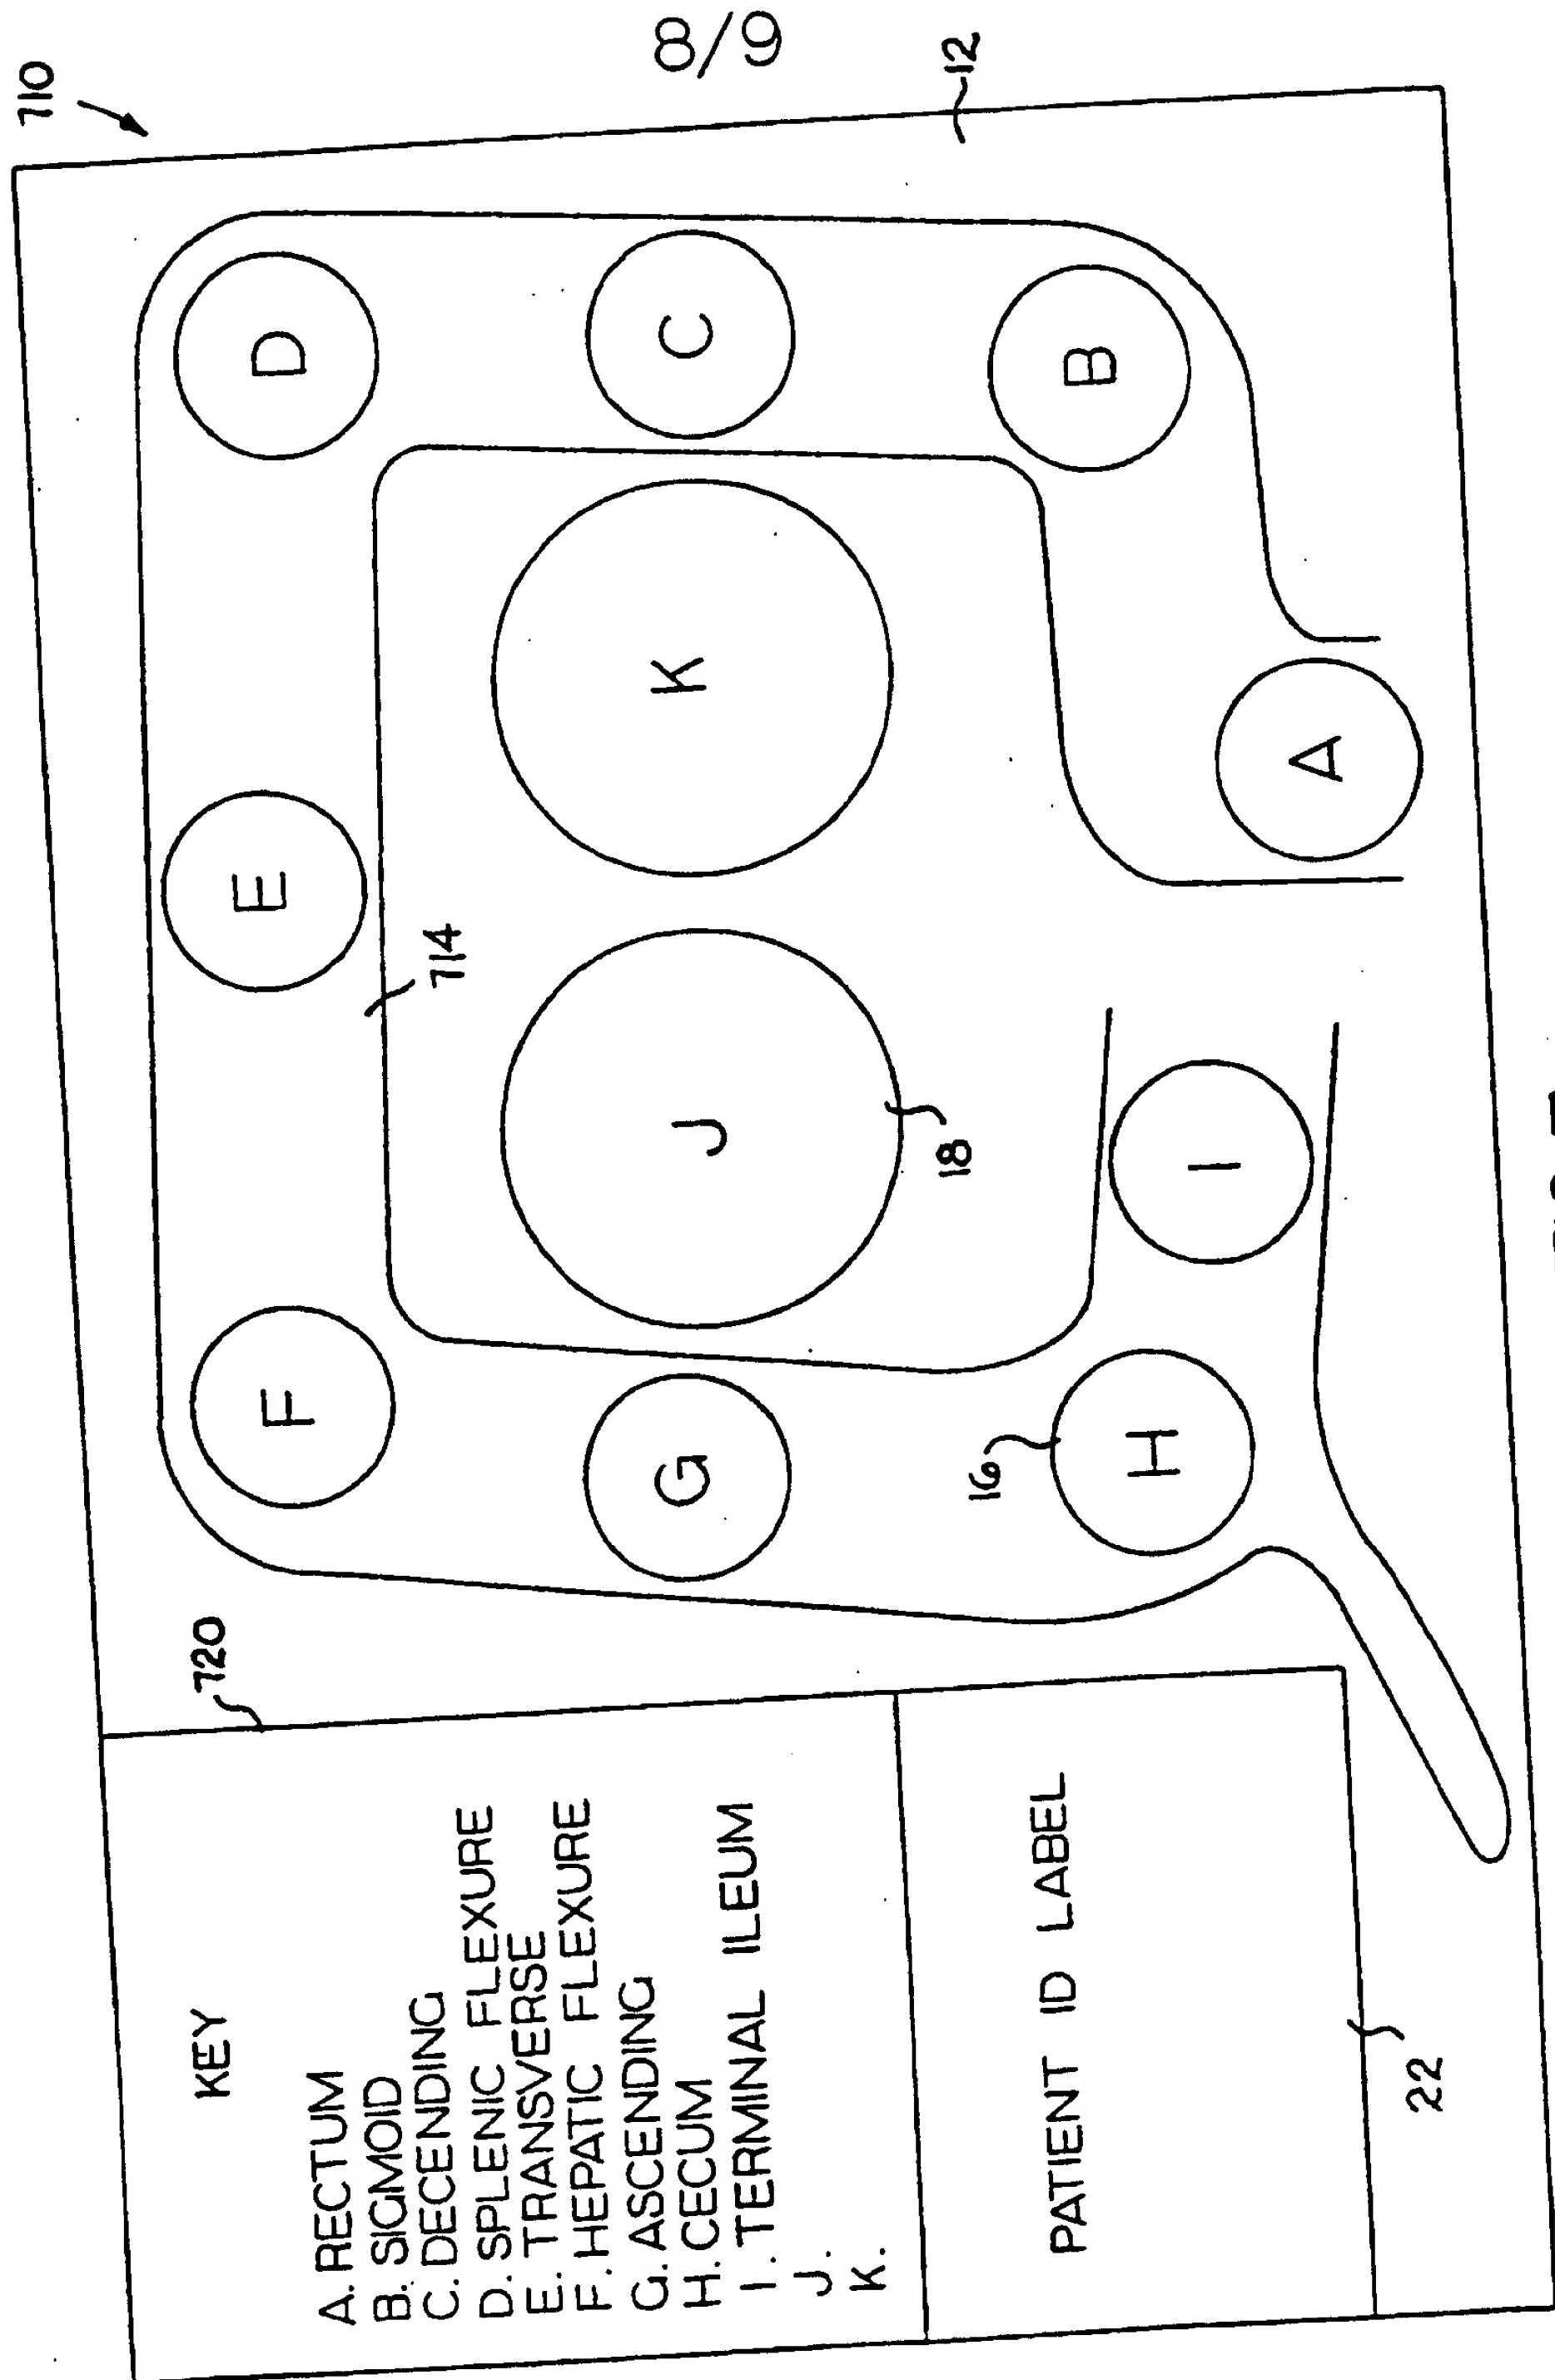 8/9
710
12
KEY
A. RECTUM
B. SIGMOID
C. DECENDING
D. SPLENIC FLEXURE
E. TRANSVERSE
F. HEPATIC FLEXURE
G. ASCENDING
H. CECUM
I. TERMINAL ILEUM
J.
K.
720
PATIENT ID LABEL
22
F
E
D
714
G
J
K
C
18
16
H
I
A
B